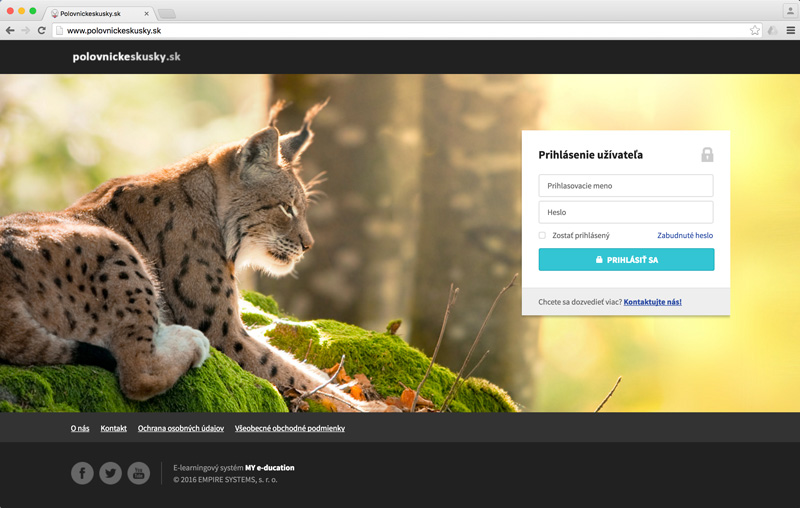 Polovnickeskusky.sk
www.polovnickeskusky.sk
polovnickeskusky.sk
Prihlásenie užívateľa
Prihlasovacie meno
Heslo
Zostať prihlásený Zabudnuté heslo
PRIHLÁSIŤ SA
Chcete sa dozvedieť viac? Kontaktujte nás!
O nás Kontakt Ochrana osobných údajov Všeobecné obchodné podmienky
E-learningový systém MY e-ducation
© 2016 EMPIRE SYSTEMS, s. r. o.